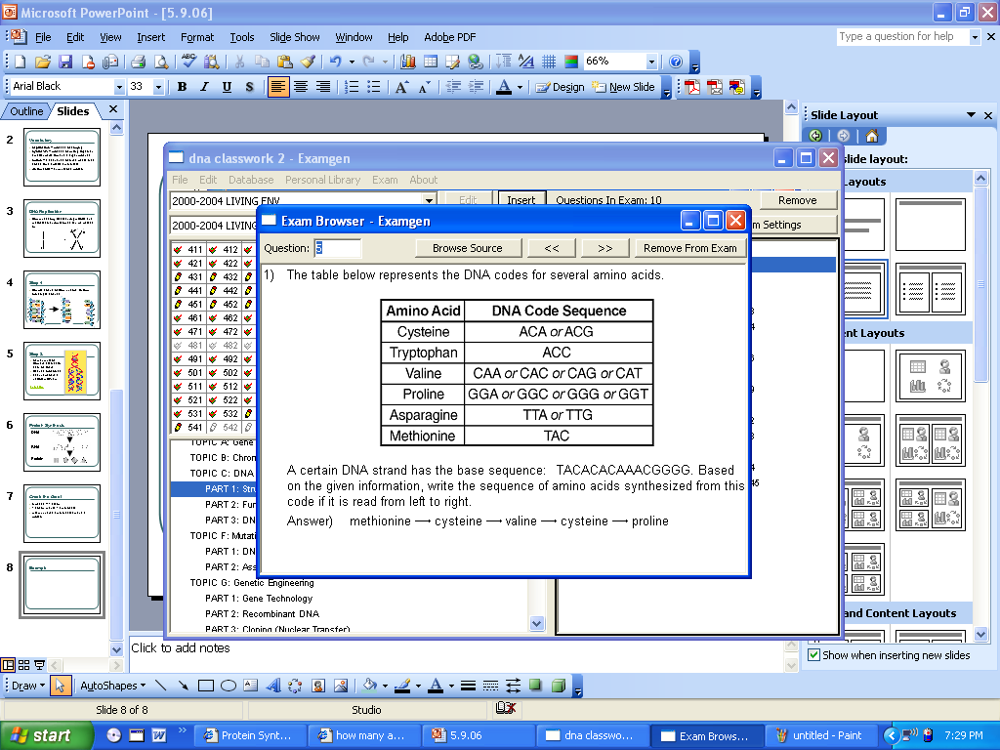 Microsoft PowerPoint - [5.9.06]
File Edit View Insert Format Tools Slide Show Window Help Adobe PDF
Type a question for help
66%
Arial Black 33 B I U S
Design New Slide
Outline Slides
Slide Layout
2
Vocabulary
3
DNA Replication
4
5
6
Protein Synthesis
7
8
Example
dna classwork 2 - Examgen
File Edit Database Personal Library Exam About
2000-2004 LIVING ENV Edit Insert Questions In Exam: 10 Remove
2000-2004 LIVING
m Settings
Exam Browser - Examgen
Question: 5 Browse Source << >> Remove From Exam
1) The table below represents the DNA codes for several amino acids.
Amino Acid DNA Code Sequence
Cysteine ACA or ACG
Tryptophan ACC
Valine CAA or CAC or CAG or CAT
Proline GGA or GGC or GGG or GGT
Asparagine TTA or TTG
Methionine TAC
A certain DNA strand has the base sequence: TACACACAAACGGGG. Based
on the given information, write the sequence of amino acids synthesized from this
code if it is read from left to right.
Answer) methionine → cysteine → valine → cysteine → proline
411 412
421 422
431 432
441 442
451 452
461 462
471 472
481 482
491 492
501 502
511 512
521 522
531 532
541 542
TOPIC A: Gene
TOPIC B: Chrom
TOPIC C: DNA
PART 1: Stru
PART 2: Fun
PART 3: DN
TOPIC F: Mutati
PART 1: DN
PART 2: Ass
TOPIC G: Genetic Engineering
PART 1: Gene Technology
PART 2: Recombinant DNA
PART 3: Cloning (Nuclear Transfer)
lide layout:
ayouts
nt Layouts
and Content Layouts
Show when inserting new slides
Click to add notes
Draw AutoShapes
Slide 8 of 8 Studio
start Protein Synt... how many a... 5.9.06 dna classwo... Exam Brows... untitled - Paint 7:29 PM